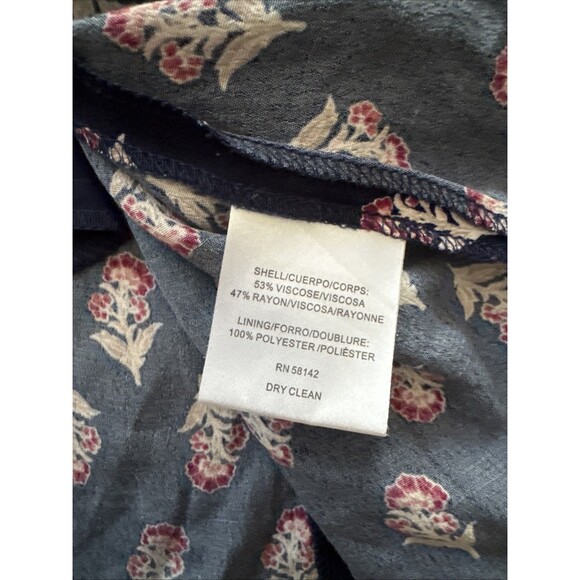 SHELL/CUERPO/CORPS:
53% VISCOSE/VISCOSA
47% RAYON/VISCOSA/RAYONNE
LINING/FORRO/DOUBLURE:
100% POLYESTER /POLIÉSTER
RN 58142
DRY CLEAN